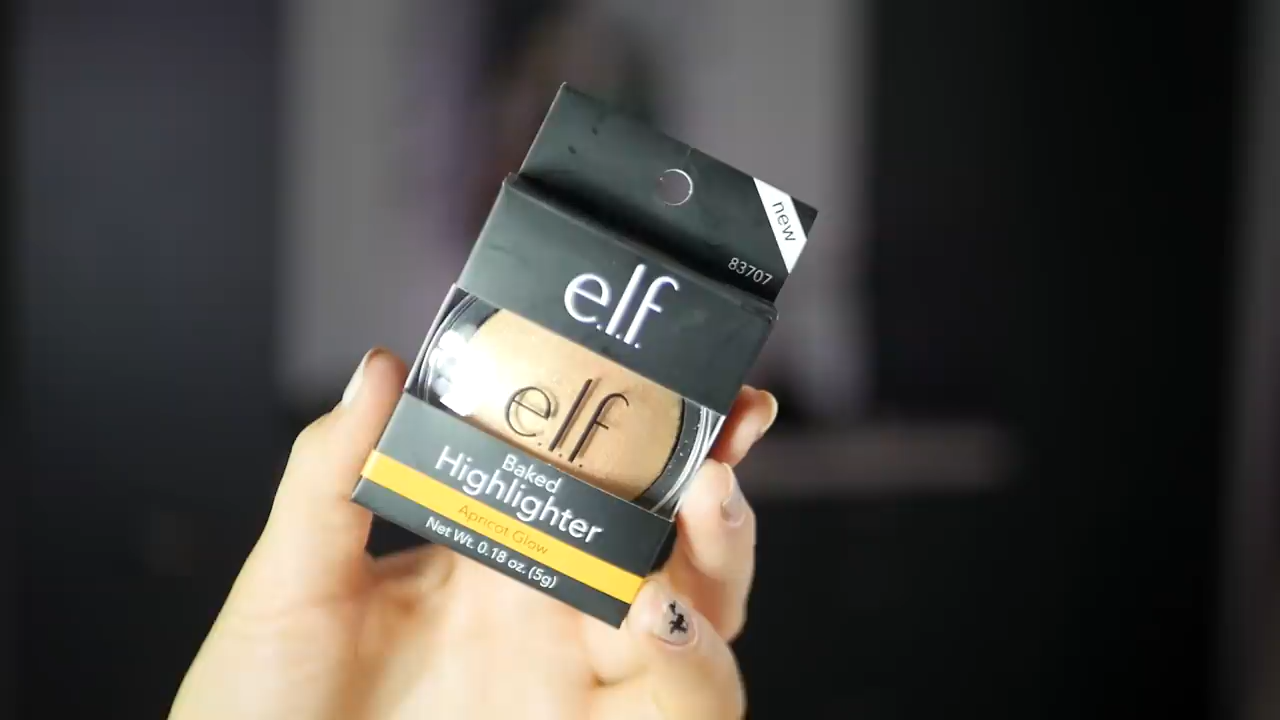 new
83707
e.l.f.
e.l.f.
Baked
Highlighter
Apricot Glow
Net Wt. 0.18 oz. (5g)